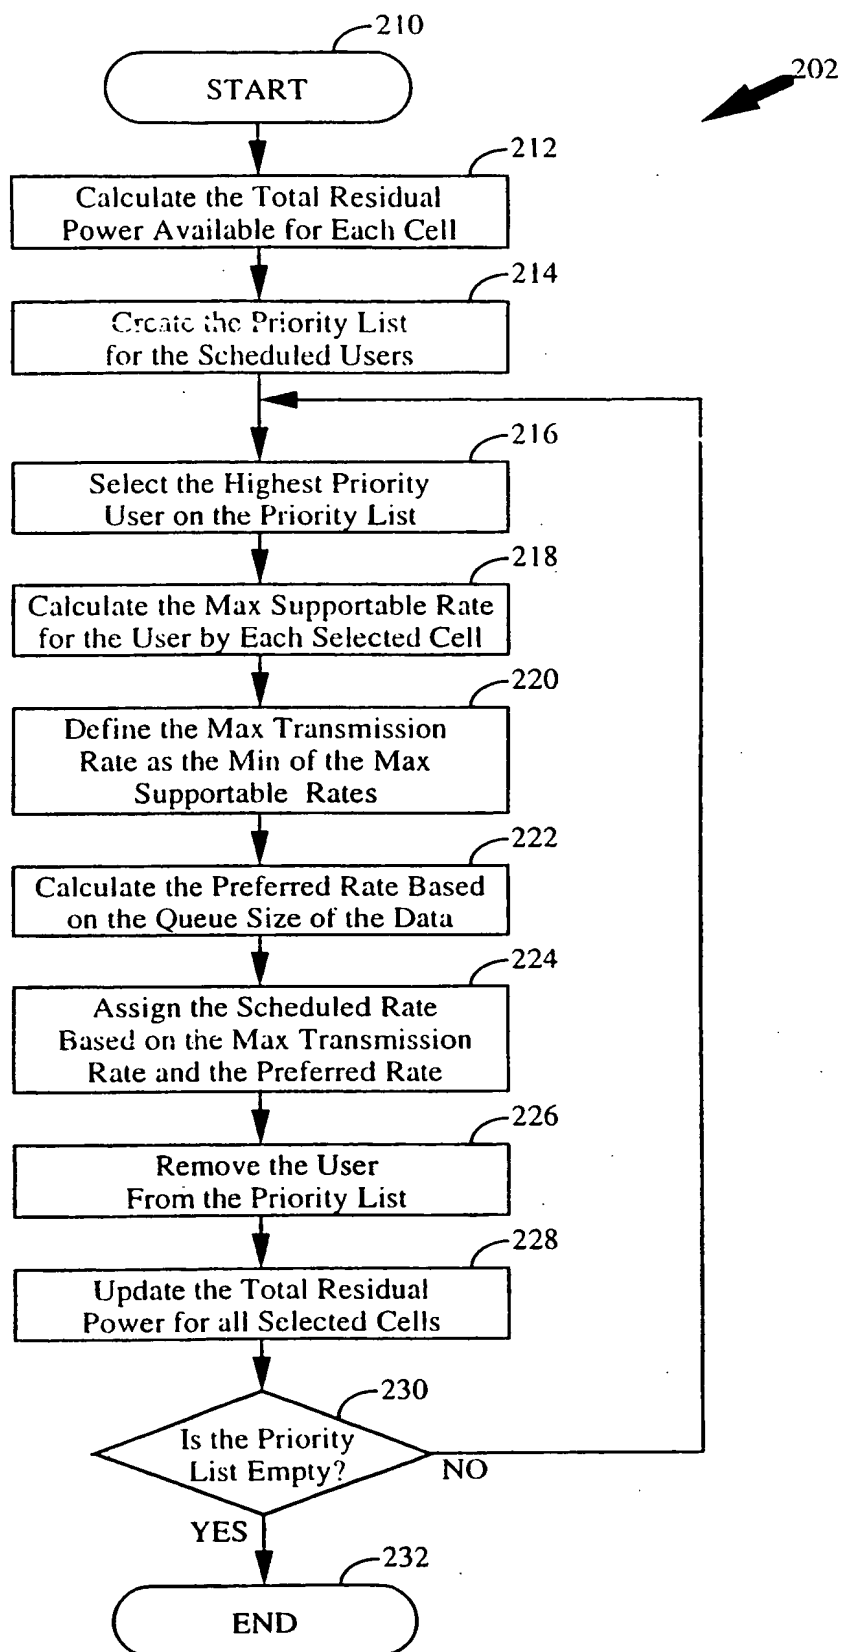 210
START
202
212
Calculate the Total Residual
Power Available for Each Cell
214
Create the Priority List
for the Scheduled Users
216
Select the Highest Priority
User on the Priority List
218
Calculate the Max Supportable Rate
for the User by Each Selected Cell
220
Define the Max Transmission
Rate as the Min of the Max
Supportable Rates
222
Calculate the Preferred Rate Based
on the Queue Size of the Data
224
Assign the Scheduled Rate
Based on the Max Transmission
Rate and the Preferred Rate
226
Remove the User
From the Priority List
228
Update the Total Residual
Power for all Selected Cells
230
Is the Priority
List Empty?
NO
YES
232
END